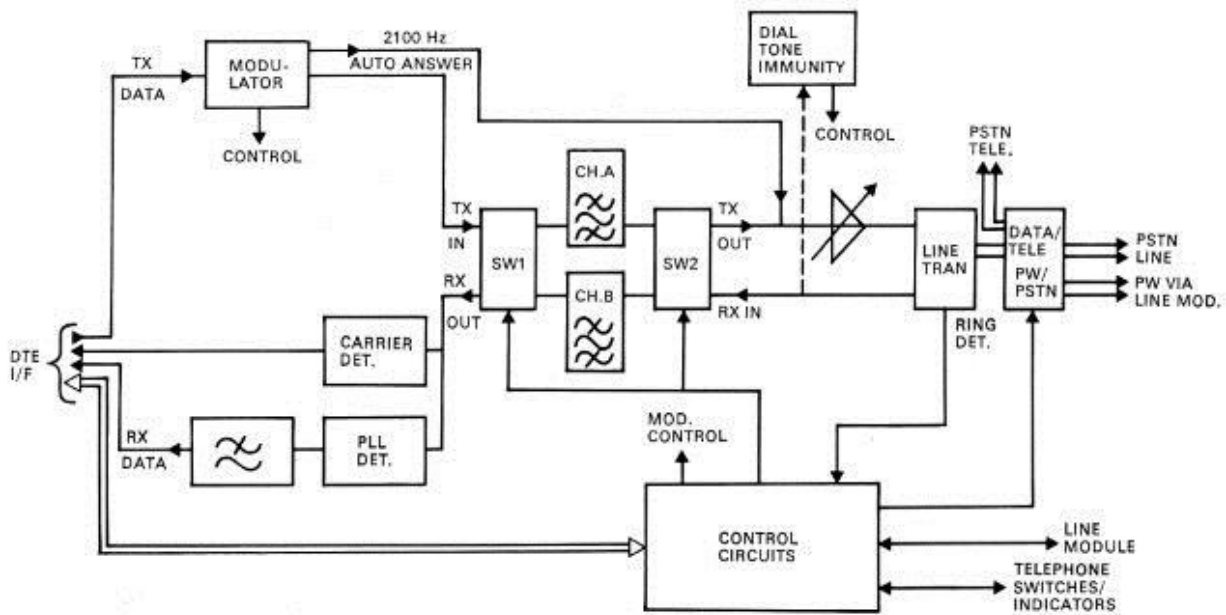 2100 Hz
AUTO ANSWER
TX
DATA
MODU-
LATOR
CONTROL
DIAL
TONE
IMMUNITY
CONTROL
PSTN
TELE.
CH.A
TX
IN
SW1
SW2
TX
OUT
LINE
TRAN
DATA/
TELE
PW/
PSTN
PSTN
LINE
PW VIA
LINE MOD.
RX
OUT
CH.B
RX IN
RING
DET.
DTE
I/F
CARRIER
DET.
RX
DATA
PLL
DET.
MOD.
CONTROL
CONTROL
CIRCUITS
LINE
MODULE
TELEPHONE
SWITCHES/
INDICATORS